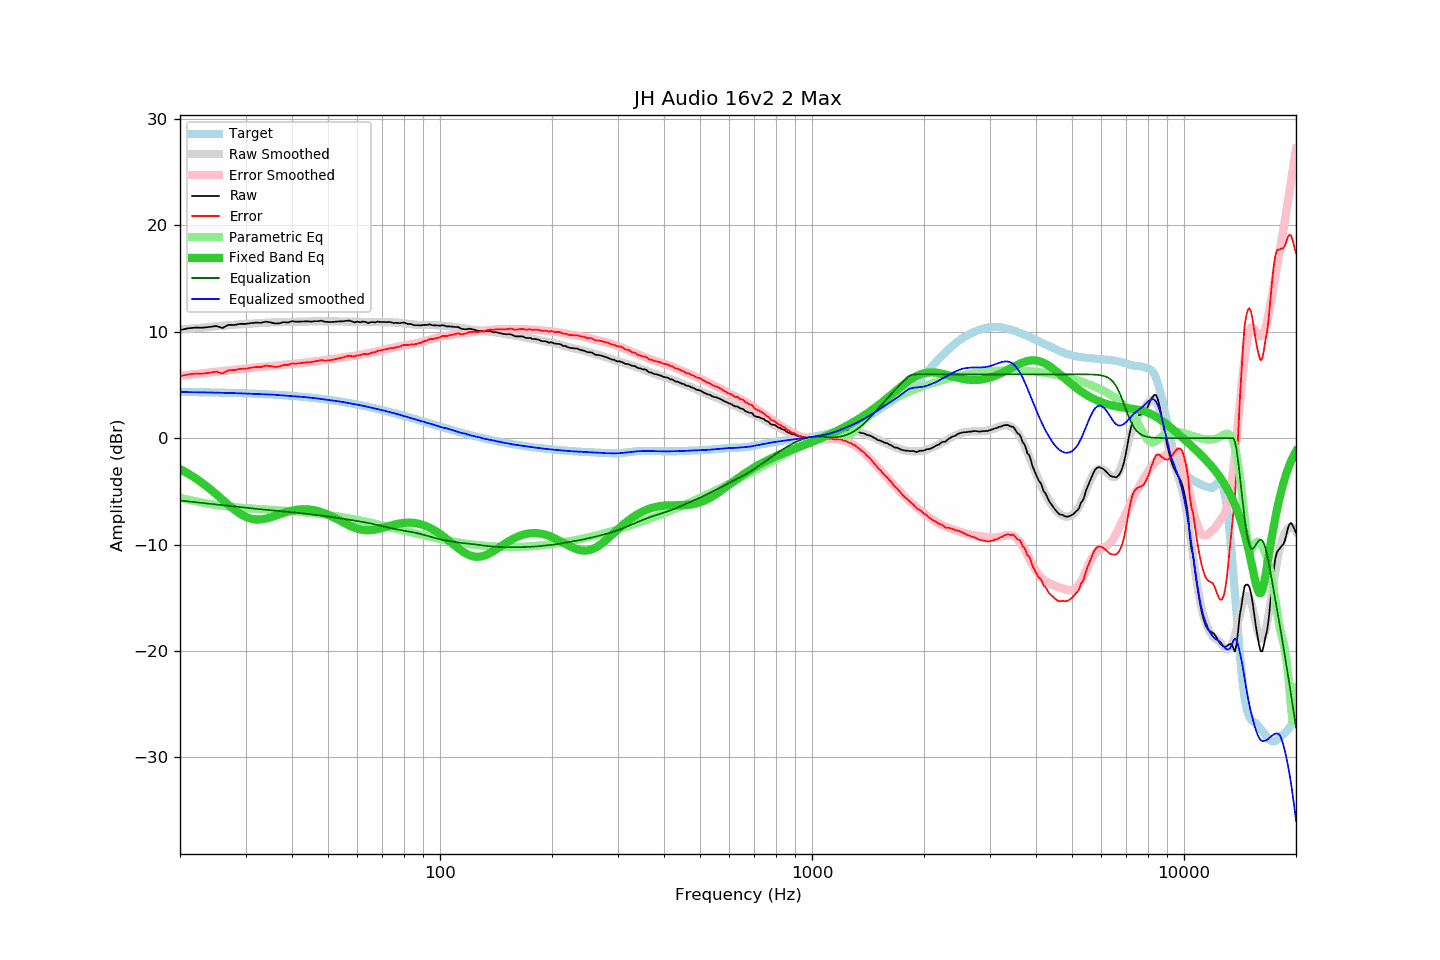 JH Audio 16v2 2 Max
30
20
10
0
−10
−20
−30
Amplitude (dBr)
Target
Raw Smoothed
Error Smoothed
Raw
Error
Parametric Eq
Fixed Band Eq
Equalization
Equalized smoothed
100
1000
10000
Frequency (Hz)